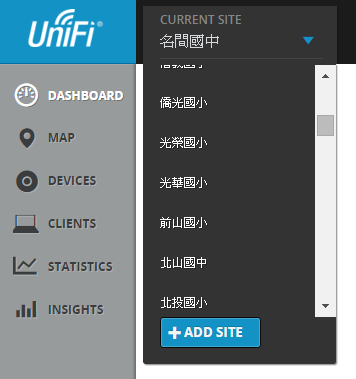 UniFi®
CURRENT SITE
名間國中
DASHBOARD
MAP
DEVICES
CLIENTS
STATISTICS
INSIGHTS
僑光國小
光榮國小
光華國小
前山國小
北山國中
北投國小
+ ADD SITE